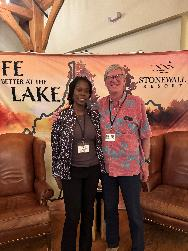 FE
BETTER AT THE
LAKE
STONEWALL
RESORT